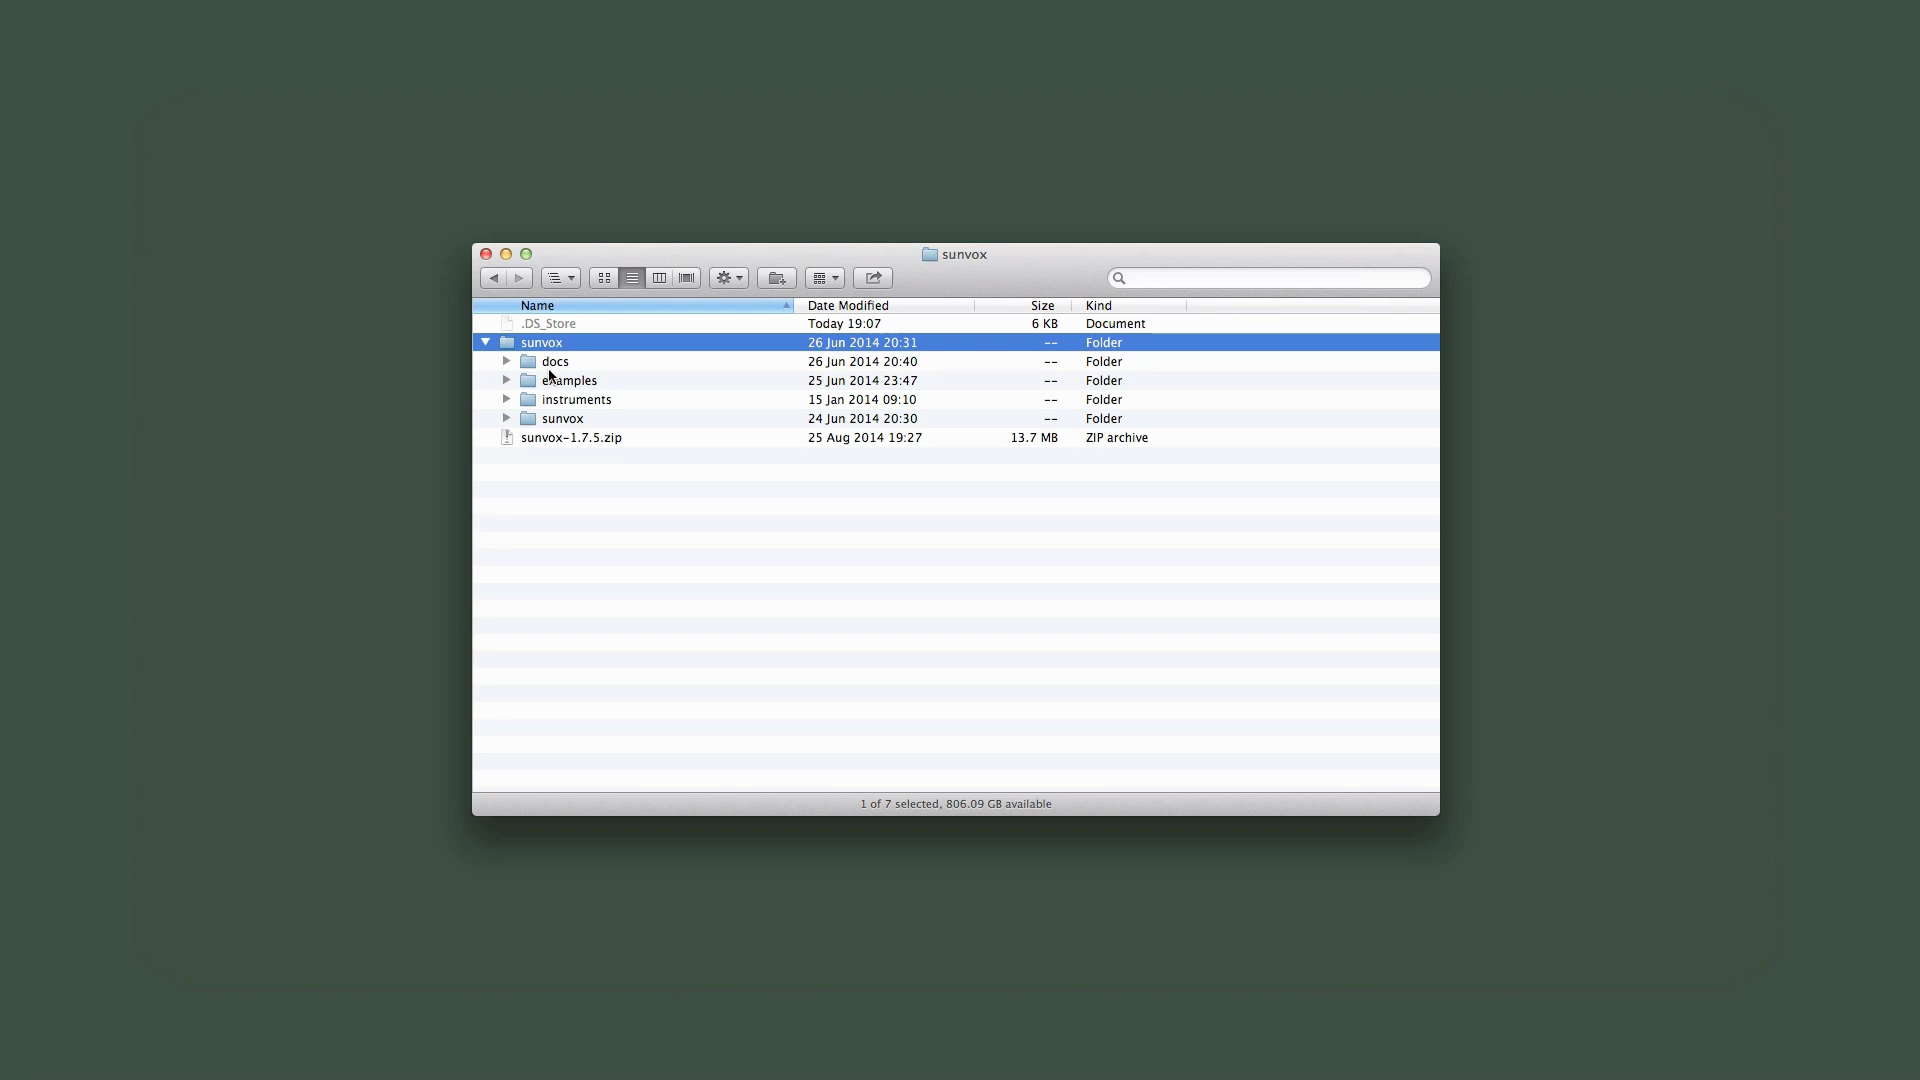 sunvox
Name Date Modified Size Kind
.DS_Store Today 19:07 6 KB Document
sunvox 26 Jun 2014 20:31 -- Folder
docs 26 Jun 2014 20:40 -- Folder
examples 25 Jun 2014 23:47 -- Folder
instruments 15 Jan 2014 09:10 -- Folder
sunvox 24 Jun 2014 20:30 -- Folder
sunvox-1.7.5.zip 25 Aug 2014 19:27 13.7 MB ZIP archive
1 of 7 selected, 806.09 GB available